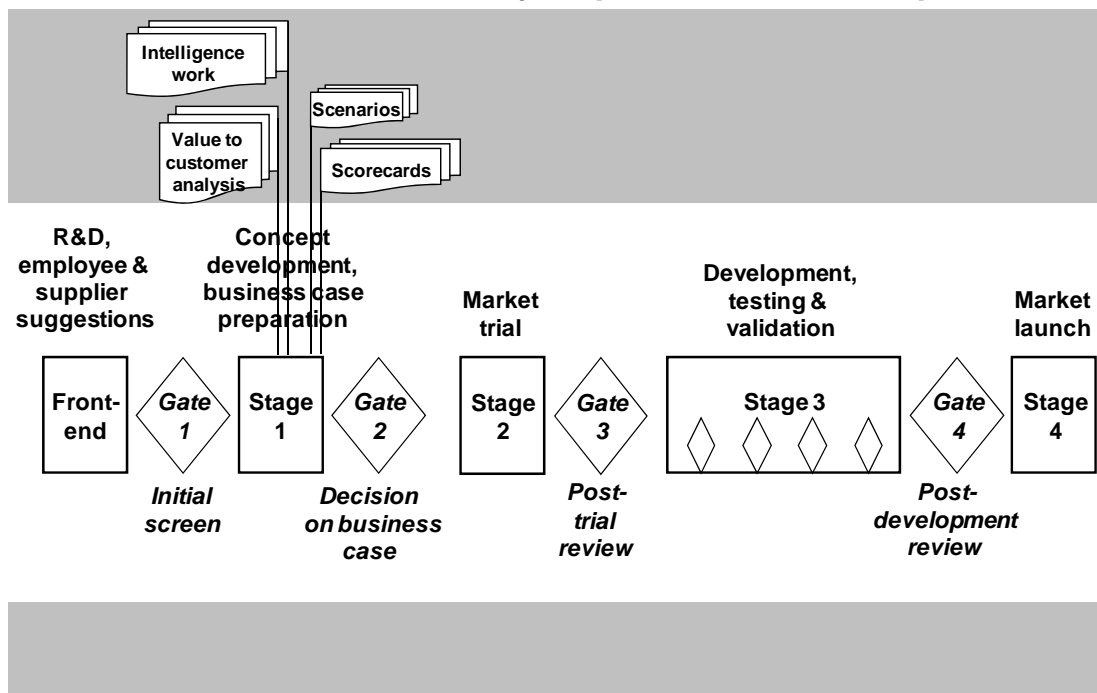 Intelligence
work
Scenarios
Value to
customer
analysis
Scorecards
R&D,
employee &
supplier
suggestions
Concept
development,
business case
preparation
Market
trial
Development,
testing &
validation
Market
launch
Front-
end
Gate
1
Stage
1
Gate
2
Stage
2
Gate
3
Stage 3
Gate
4
Stage
4
Initial
screen
Decision
on business
case
Post-
trial
review
Post-
development
review